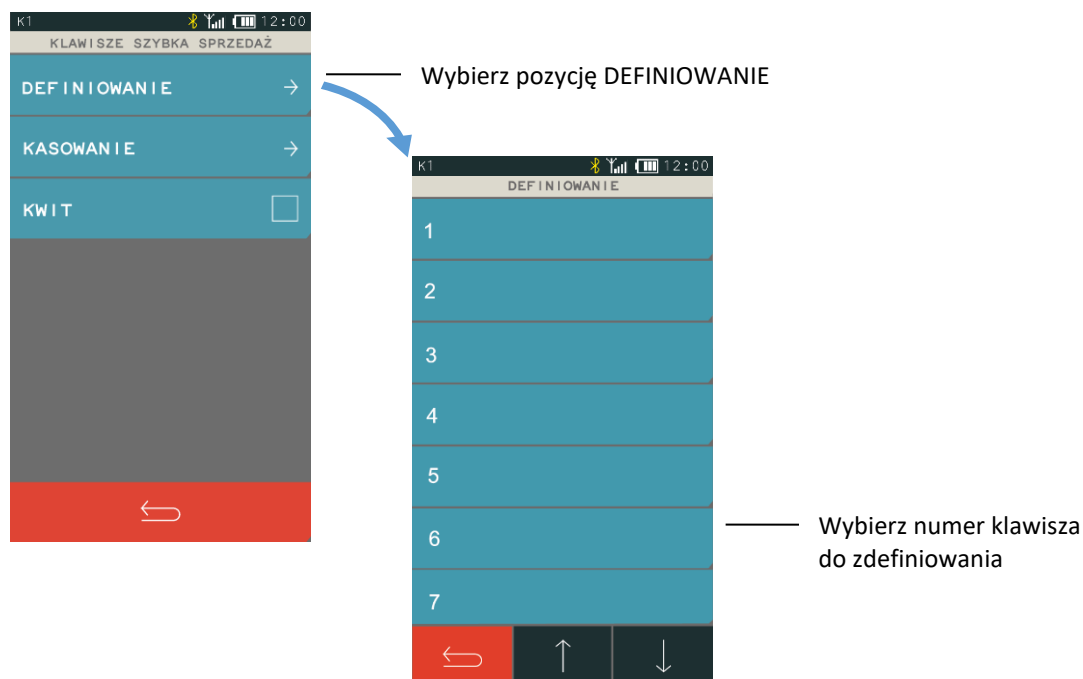 K1 12:00
KLAWISZE SZYBKA SPRZEDAŻ
DEFINIOWANIE
KASOWANIE
KWIT
Wybierz pozycję DEFINIOWANIE
K1 12:00
DEFINIOWANIE
1
2
3
4
5
6
7
Wybierz numer klawisza
do zdefiniowania